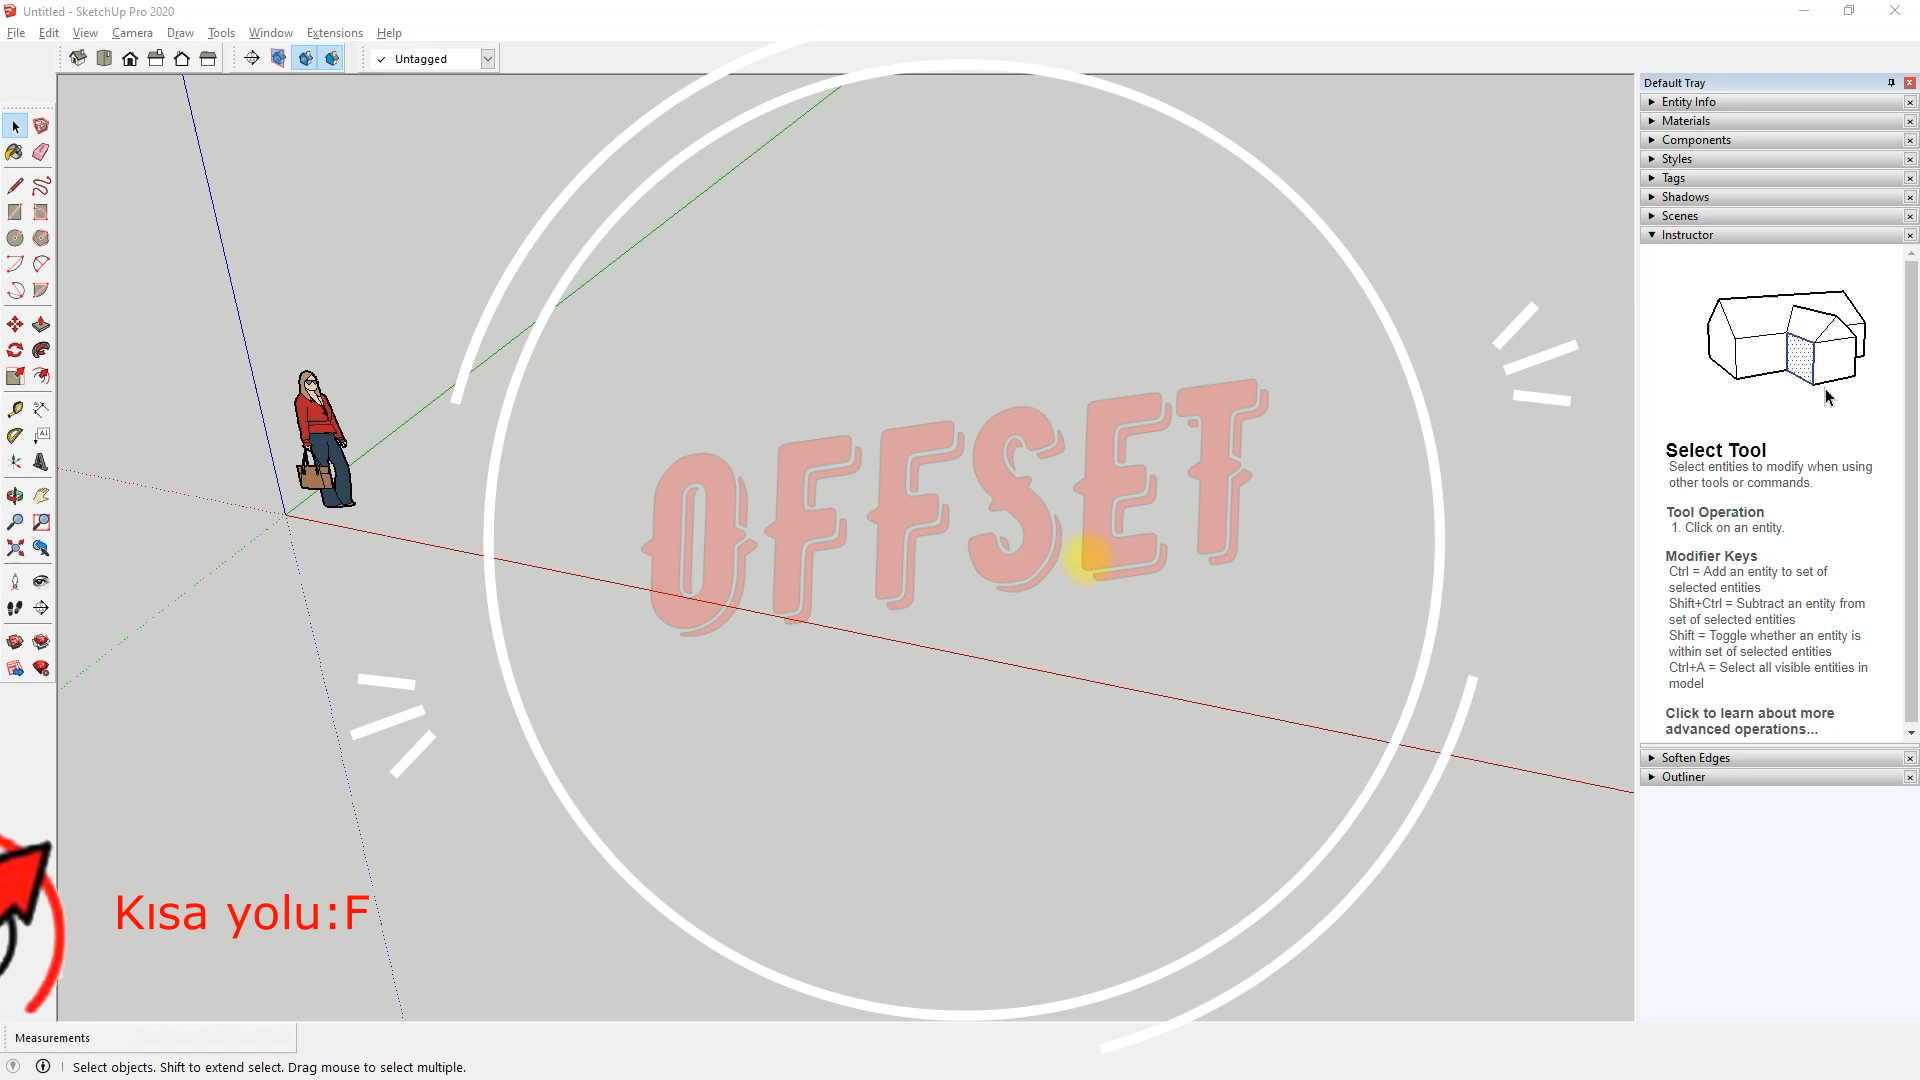 Untitled - SketchUp Pro 2020
File Edit View Camera Draw Tools Window Extensions Help
Untagged
Default Tray
Entity Info
Materials
Components
Styles
Tags
Shadows
Scenes
Instructor
OFFSET
Select Tool
Select entities to modify when using
other tools or commands.
Tool Operation
1. Click on an entity.
Modifier Keys
Ctrl = Add an entity to set of
selected entities
Shift+Ctrl = Subtract an entity from
set of selected entities
Shift = Toggle whether an entity is
within set of selected entities
Ctrl+A = Select all visible entities in
model
Click to learn about more
advanced operations...
Soften Edges
Outliner
Kısa yolu:F
Measurements
Select objects. Shift to extend select. Drag mouse to select multiple.